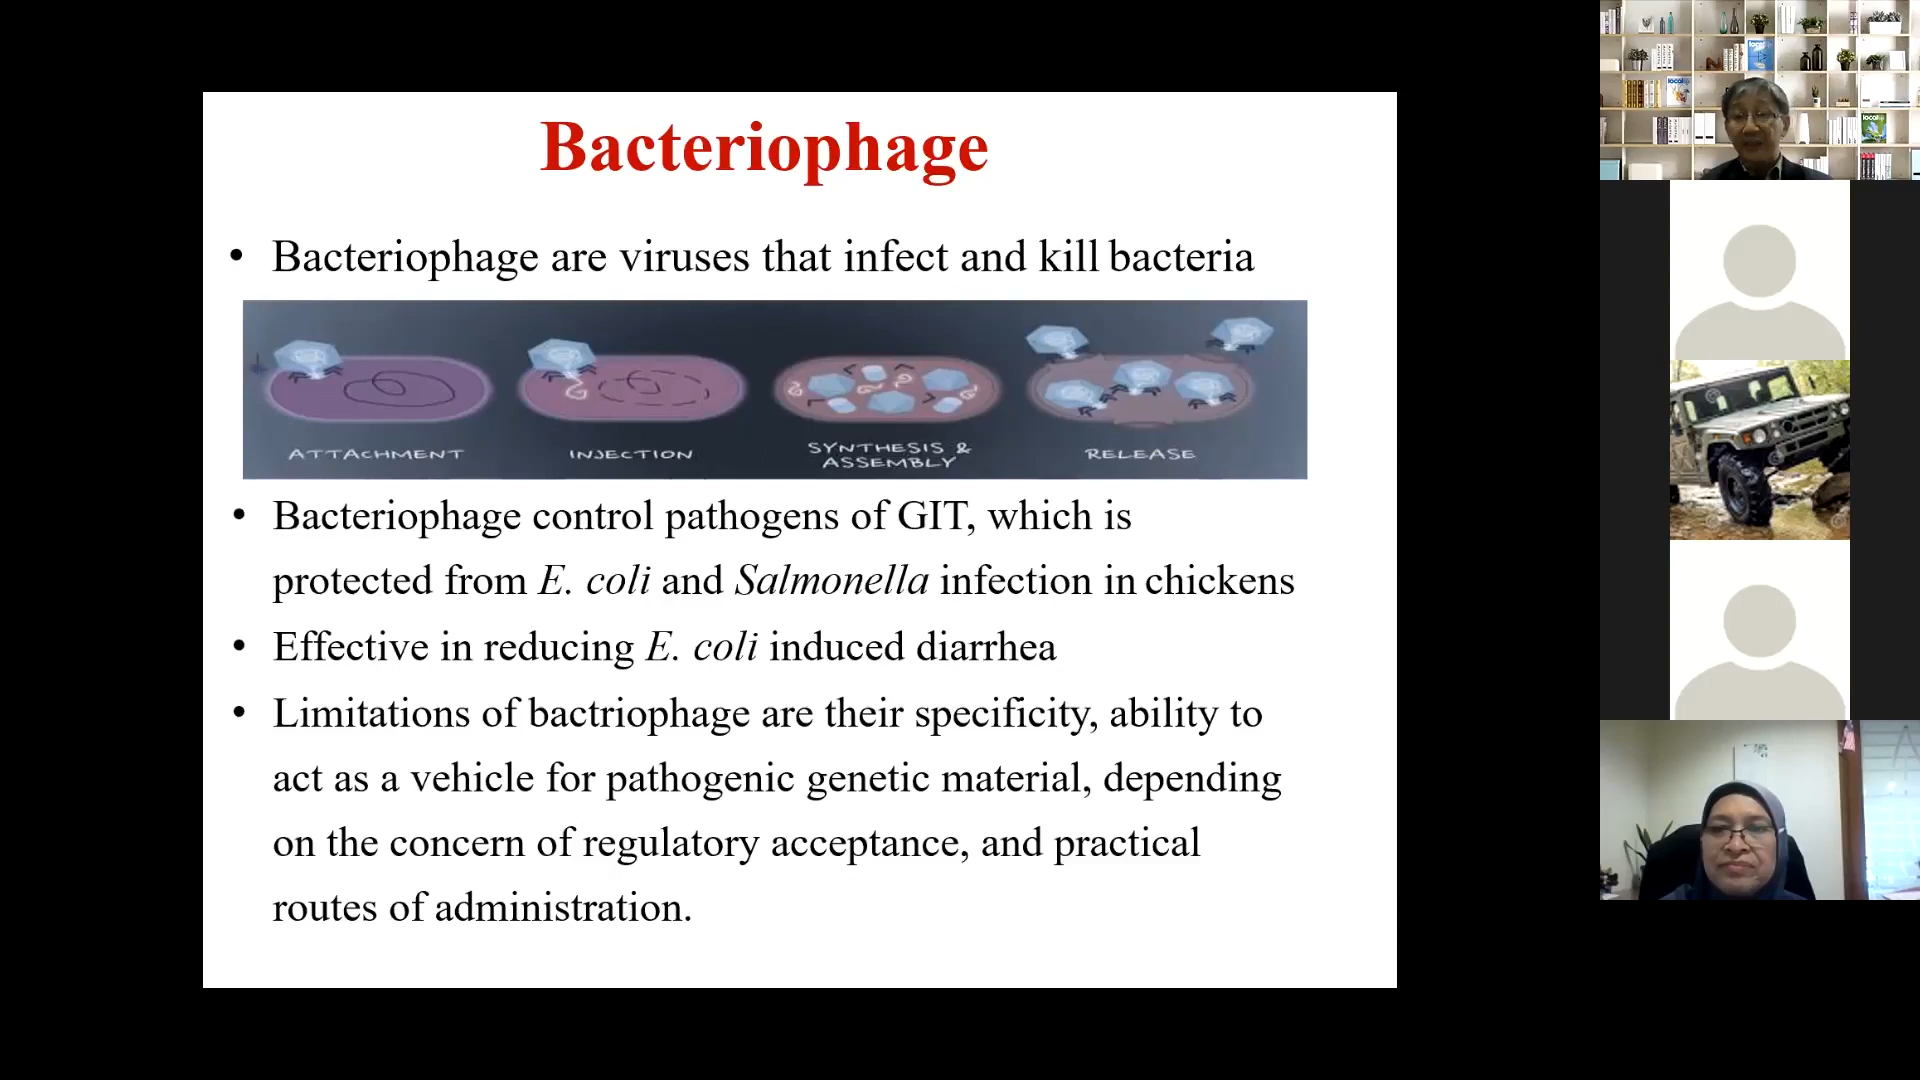 Bacteriophage
• Bacteriophage are viruses that infect and kill bacteria
ATTACHMENT
INJECTION
SYNTHESIS &
ASSEMBLY
RELEASE
• Bacteriophage control pathogens of GIT, which is
protected from E. coli and Salmonella infection in chickens
• Effective in reducing E. coli induced diarrhea
• Limitations of bactriophage are their specificity, ability to
act as a vehicle for pathogenic genetic material, depending
on the concern of regulatory acceptance, and practical
routes of administration.
local
local
local